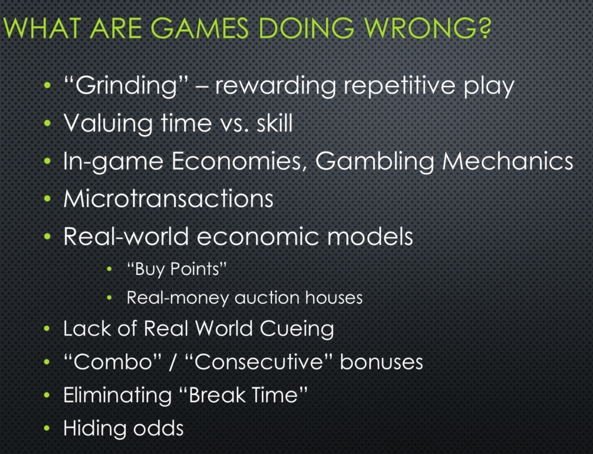 WHAT ARE GAMES DOING WRONG?
• “Grinding” – rewarding repetitive play
• Valuing time vs. skill
• In-game Economies, Gambling Mechanics
• Microtransactions
• Real-world economic models
• “Buy Points”
• Real-money auction houses
• Lack of Real World Cueing
• “Combo” / “Consecutive” bonuses
• Eliminating “Break Time”
• Hiding odds